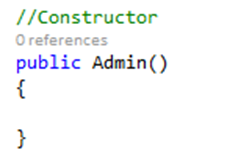 //Constructor
0 references
public Admin()
{
}